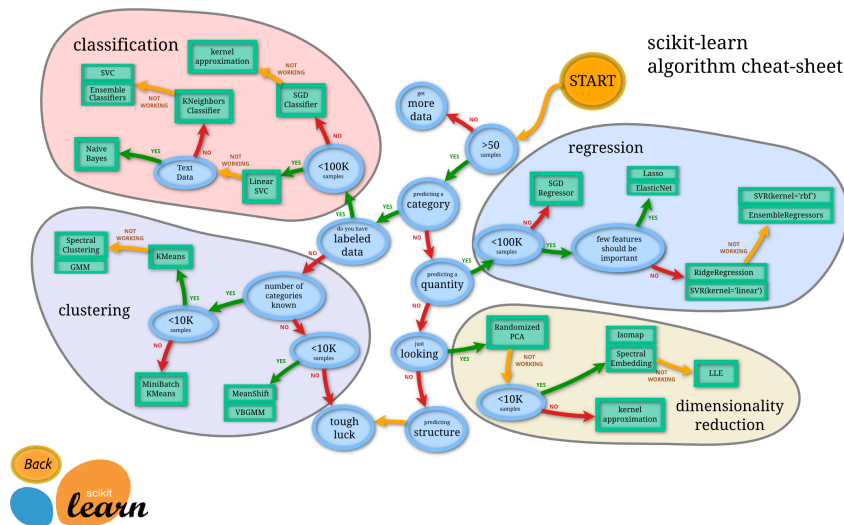 scikit-learn
algorithm cheat-sheet
START
classification
kernel
approximation
NOT
WORKING
SVC
Ensemble
Classifiers
NOT
WORKING
KNeighbors
Classifier
SGD
Classifier
NO
NO
Naive
Bayes
YES
Text
Data
NOT
WORKING
Linear
SVC
YES
<100K
samples
YES
get
more
data
NO
>50
samples
YES
predicting a
category
YES
NO
do you have
labeled
data
NO
predicting a
quantity
YES
NO
just
looking
YES
NO
predicting
structure
tough
luck
regression
SGD
Regressor
NO
<100K
samples
YES
Lasso
ElasticNet
YES
few features
should be
important
NO
SVR(kernel='rbf')
EnsembleRegressors
NOT
WORKING
RidgeRegression
SVR(kernel='linear')
clustering
Spectral
Clustering
GMM
NOT
WORKING
KMeans
YES
number of
categories
known
YES
NO
<10K
samples
NO
MiniBatch
KMeans
<10K
samples
YES
NO
MeanShift
VBGMM
Randomized
PCA
NOT
WORKING
<10K
samples
YES
NO
Isomap
Spectral
Embedding
NOT
WORKING
LLE
kernel
approximation
dimensionality
reduction
Back
scikit
learn